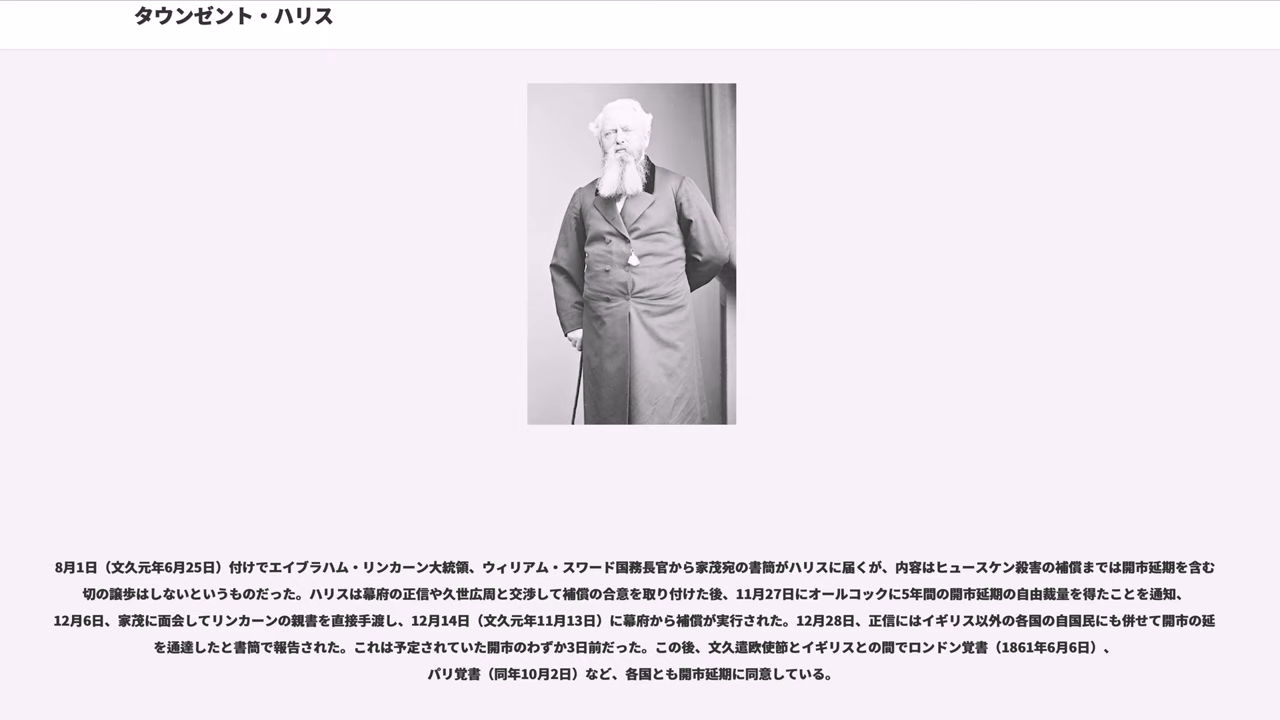 タウンゼント・ハリス
8月1日（文久元年6月25日）付けでエイブラハム・リンカーン大統領、ウィリアム・スワード国務長官から家茂宛の書簡がハリスに届くが、内容はヒュースケン殺害の補償までは開市延期を含む
切の譲歩はしないというものだった。ハリスは幕府の正信や久世広周と交渉して補償の合意を取り付けた後、11月27日にオールコックに5年間の開市延期の自由裁量を得たことを通知、
12月6日、家茂に面会してリンカーンの親書を直接手渡し、12月14日（文久元年11月13日）に幕府から補償が実行された。12月28日、正信にはイギリス以外の各国の自国民にも併せて開市の延
を通達したと書簡で報告された。これは予定されていた開市のわずか3日前だった。この後、文久遣欧使節とイギリスとの間でロンドン覚書（1861年6月6日）、
パリ覚書（同年10月2日）など、各国とも開市延期に同意している。